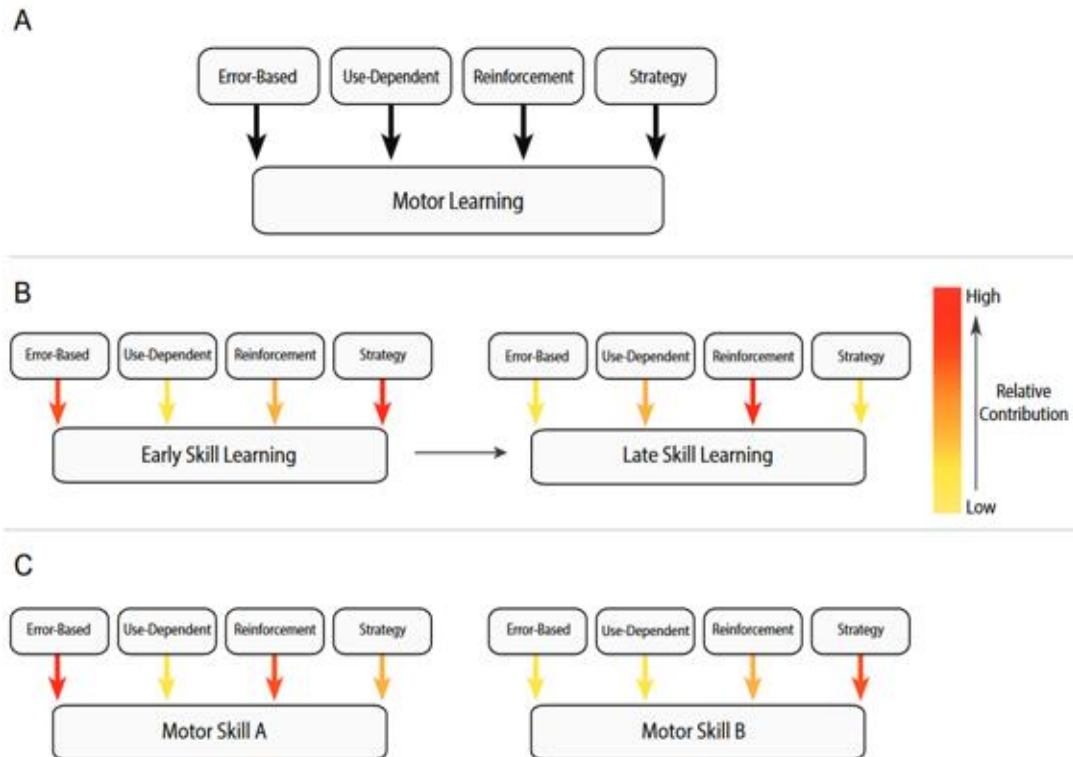 A
Error-Based Use-Dependent Reinforcement Strategy
Motor Learning
B
High
Error-Based Use-Dependent Reinforcement Strategy Error-Based Use-Dependent Reinforcement Strategy
Relative
Contribution
Early Skill Learning Late Skill Learning
Low
C
Error-Based Use-Dependent Reinforcement Strategy Error-Based Use-Dependent Reinforcement Strategy
Motor Skill A Motor Skill B